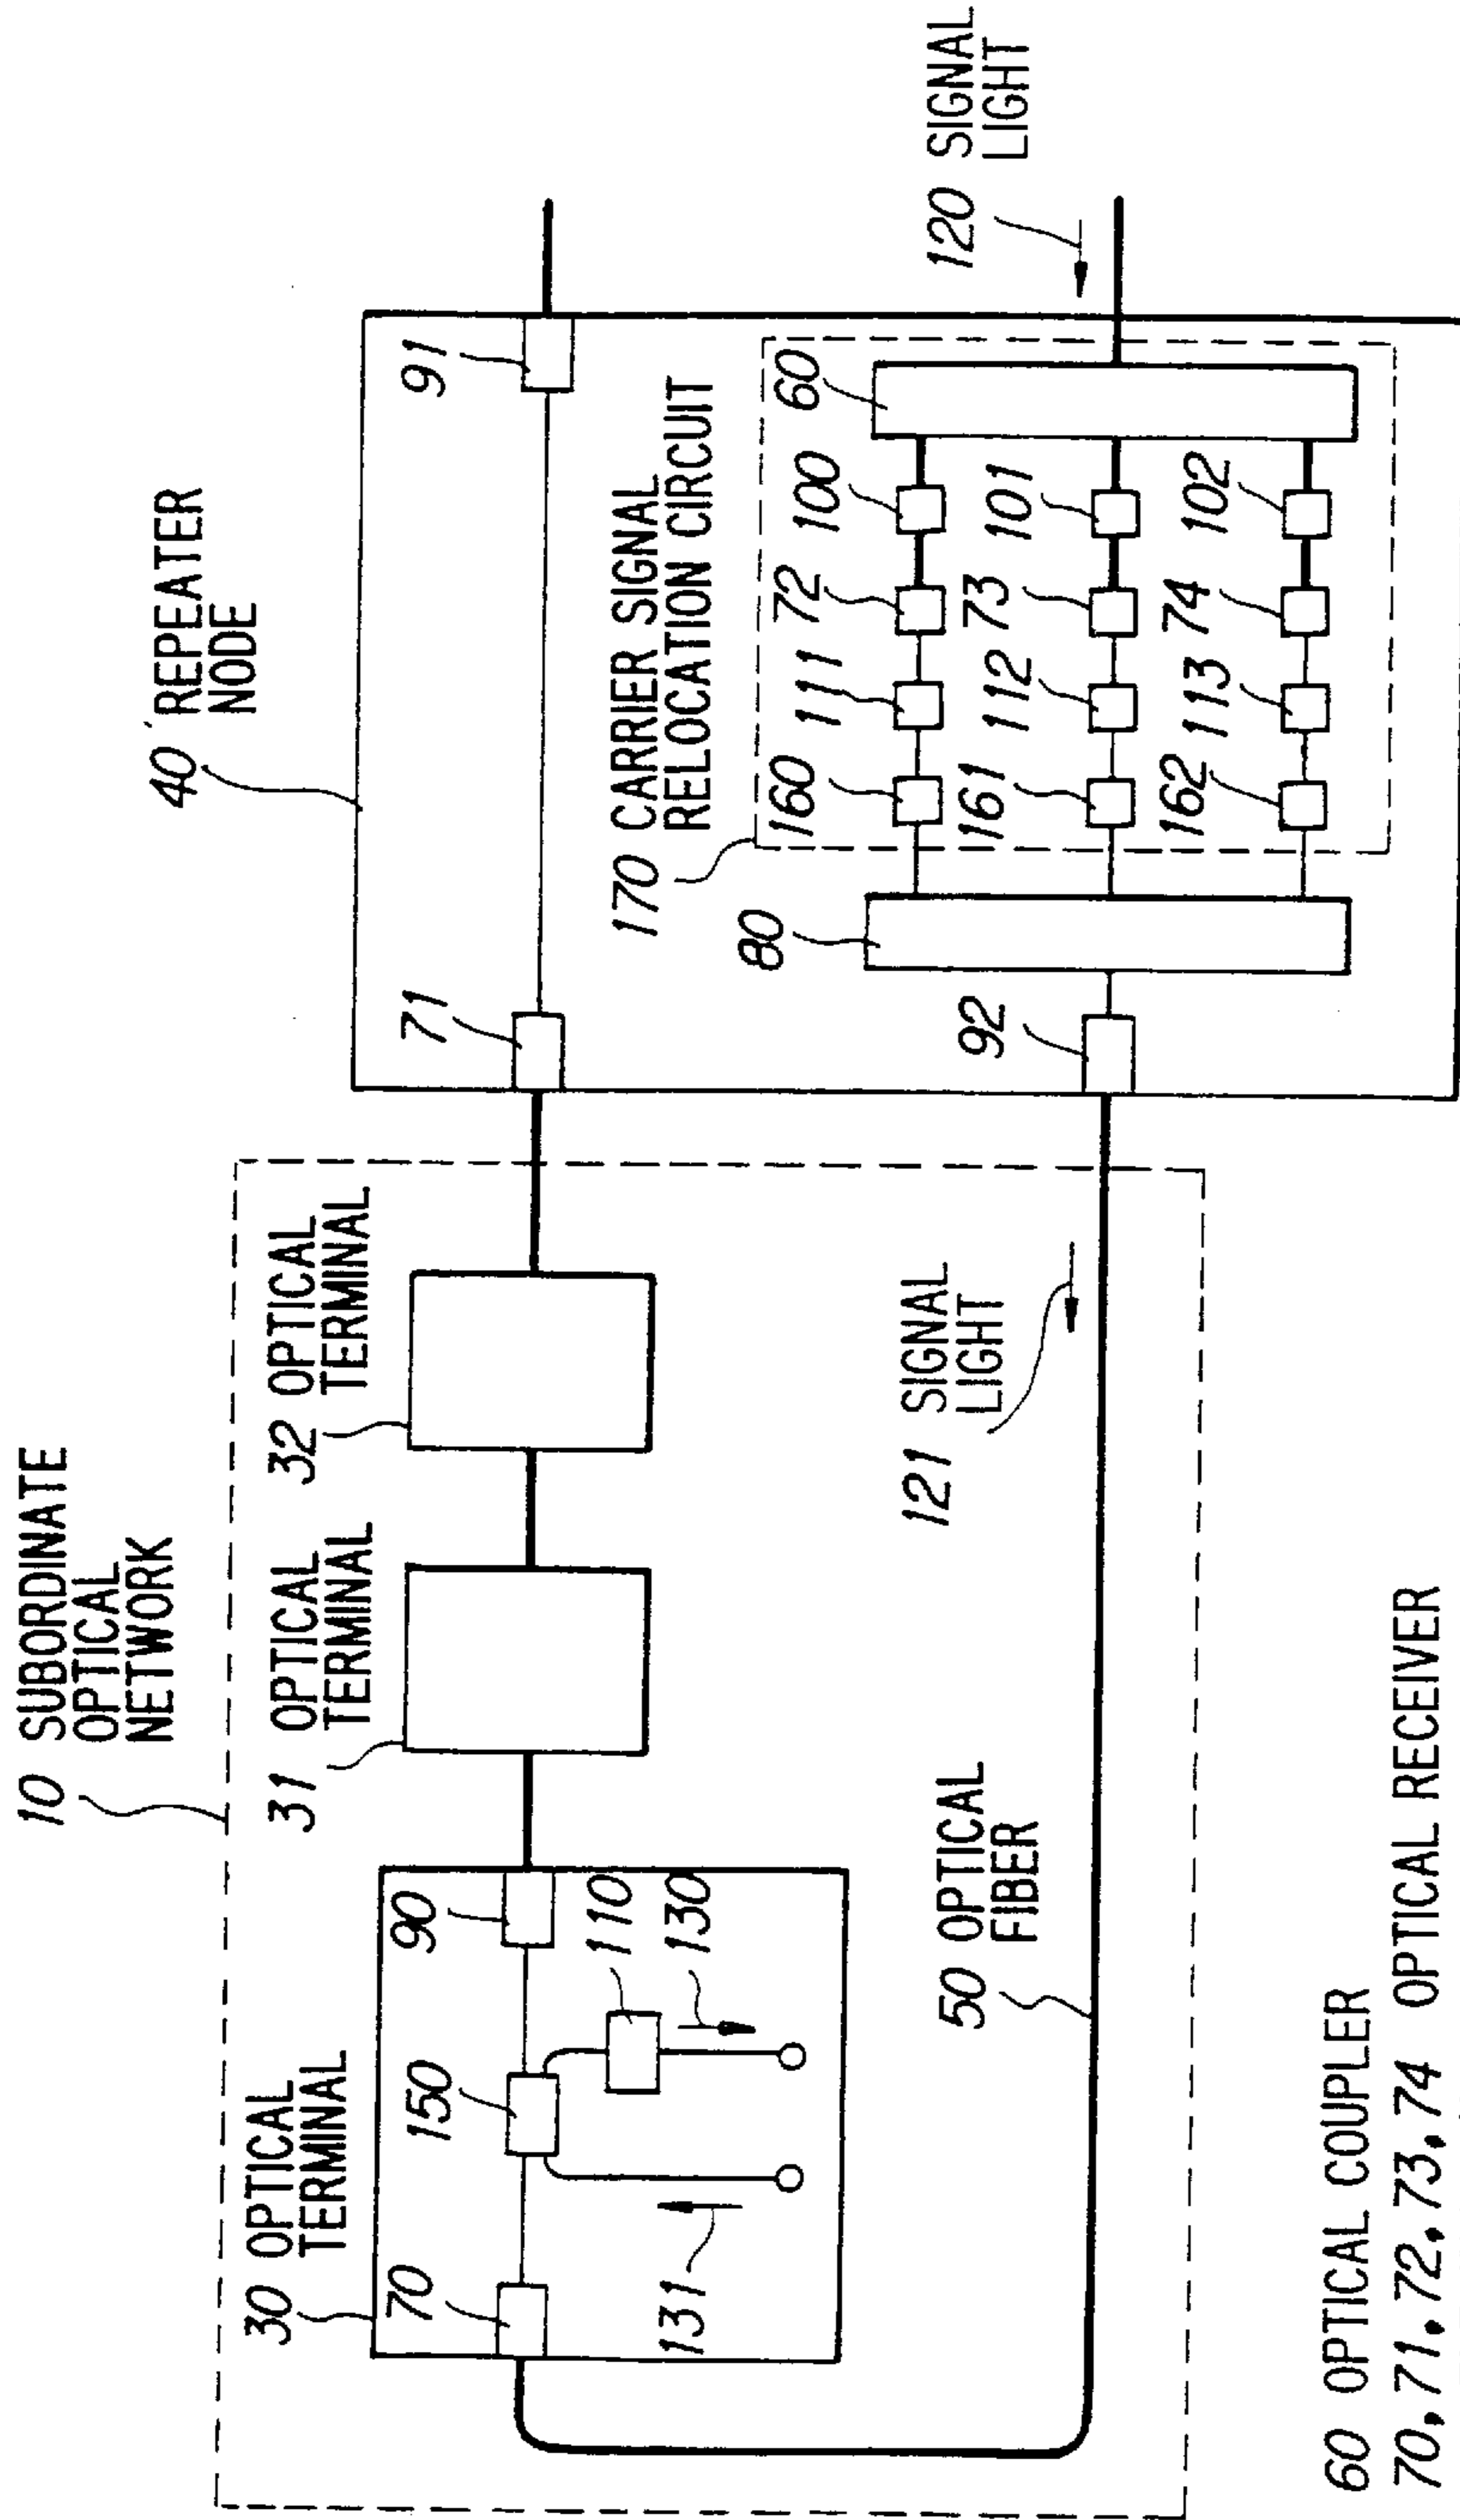 10 SUBORDINATE
OPTICAL
NETWORK
40 REPEATER
NODE
30 OPTICAL
TERMINAL
31 OPTICAL
TERMINAL
32 OPTICAL
TERMINAL
70
150
90
110
130
131
71
91
170 CARRIER SIGNAL
RELOCATION CIRCUIT
80
60
160
111
72
100
161
112
73
101
162
113
74
102
92
120 SIGNAL
LIGHT
121 SIGNAL
LIGHT
50 OPTICAL
FIBER
60 OPTICAL COUPLER
70,71.72.73.74 OPTICAL RECEIVER